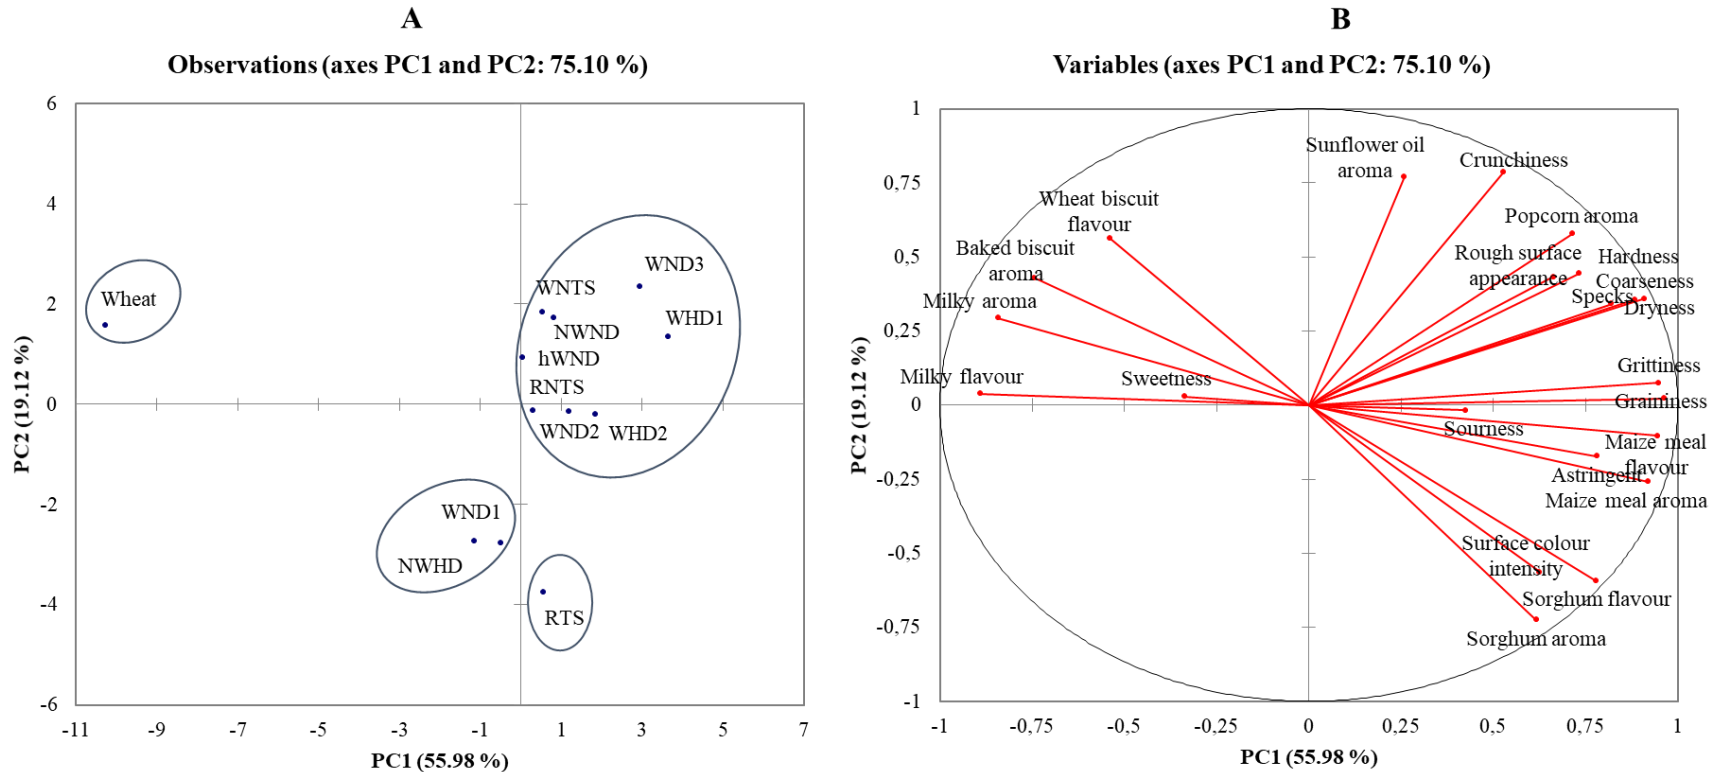 A
Observations (axes PC1 and PC2: 75.10 %)
6
4
2
0
-2
-4
-6
PC2 (19.12 %)
Wheat
WND3
WNTS
WHD1
NWND
hWND
RNTS
WND2
WHD2
WND1
NWHD
RTS
-11
-9
-7
-5
-3
-1
1
3
5
7
PC1 (55.98 %)
B
Variables (axes PC1 and PC2: 75.10 %)
1
0,75
0,5
0,25
0
-0,25
-0,5
-0,75
-1
PC2 (19.12 %)
Sunflower oil
aroma
Crunchiness
Wheat biscuit
flavour
Popcorn aroma
Baked biscuit
aroma
Rough surface
appearance
Hardness
Coarseness
Milky aroma
Specks
Dryness
Milky flavour
Sweetness
Grittiness
Graininess
Sourness
Maize meal
flavour
Astringent
Maize meal aroma
Surface colour
intensity
Sorghum flavour
Sorghum aroma
-1
-0,75
-0,5
-0,25
0
0,25
0,5
0,75
1
PC1 (55.98 %)